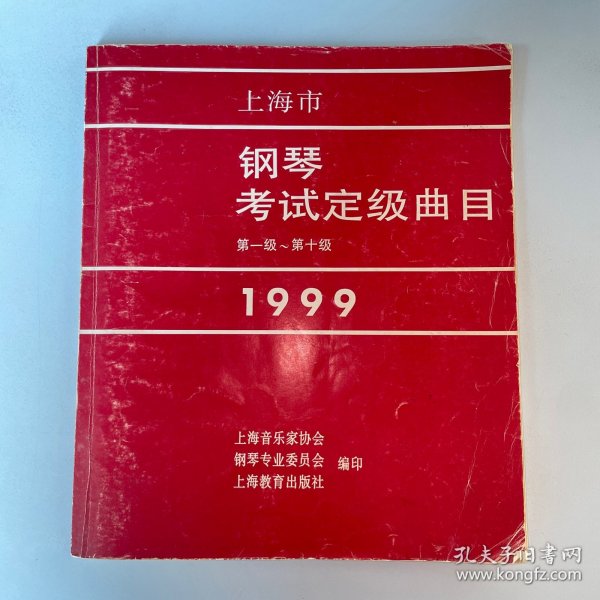 上海市
钢琴
考试定级曲目
第一级～第十级
1999
上海音乐家协会
钢琴专业委员会 编印
上海教育出版社
孔夫子旧书网
www.kongfz.com